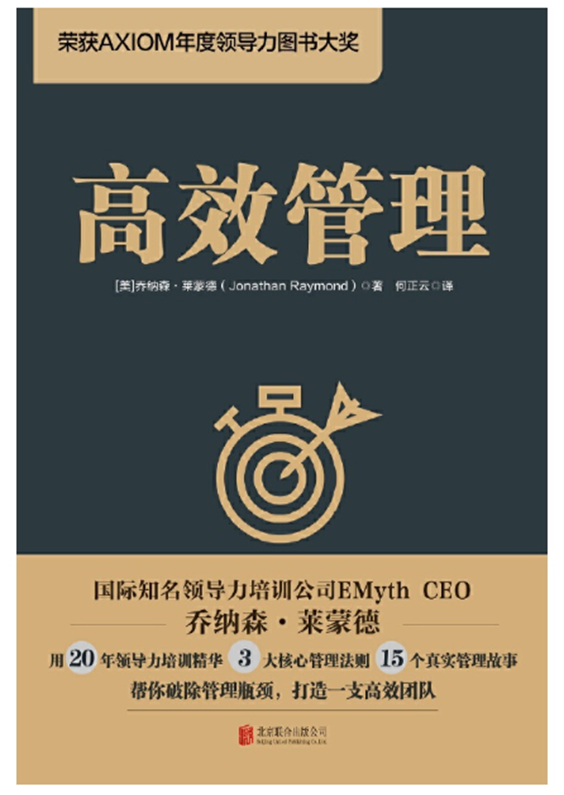 荣获AXIOM年度领导力图书大奖
高效管理
[美]乔纳森·莱蒙德（Jonathan Raymond）◎著 何正云◎译
国际知名领导力培训公司EMyth CEO
乔纳森·莱蒙德
用20年领导力培训精华 3大核心管理法则 15个真实管理故事
帮你破除管理瓶颈，打造一支高效团队
北京联合出版公司
Beijing United Publishing Co.,Ltd.